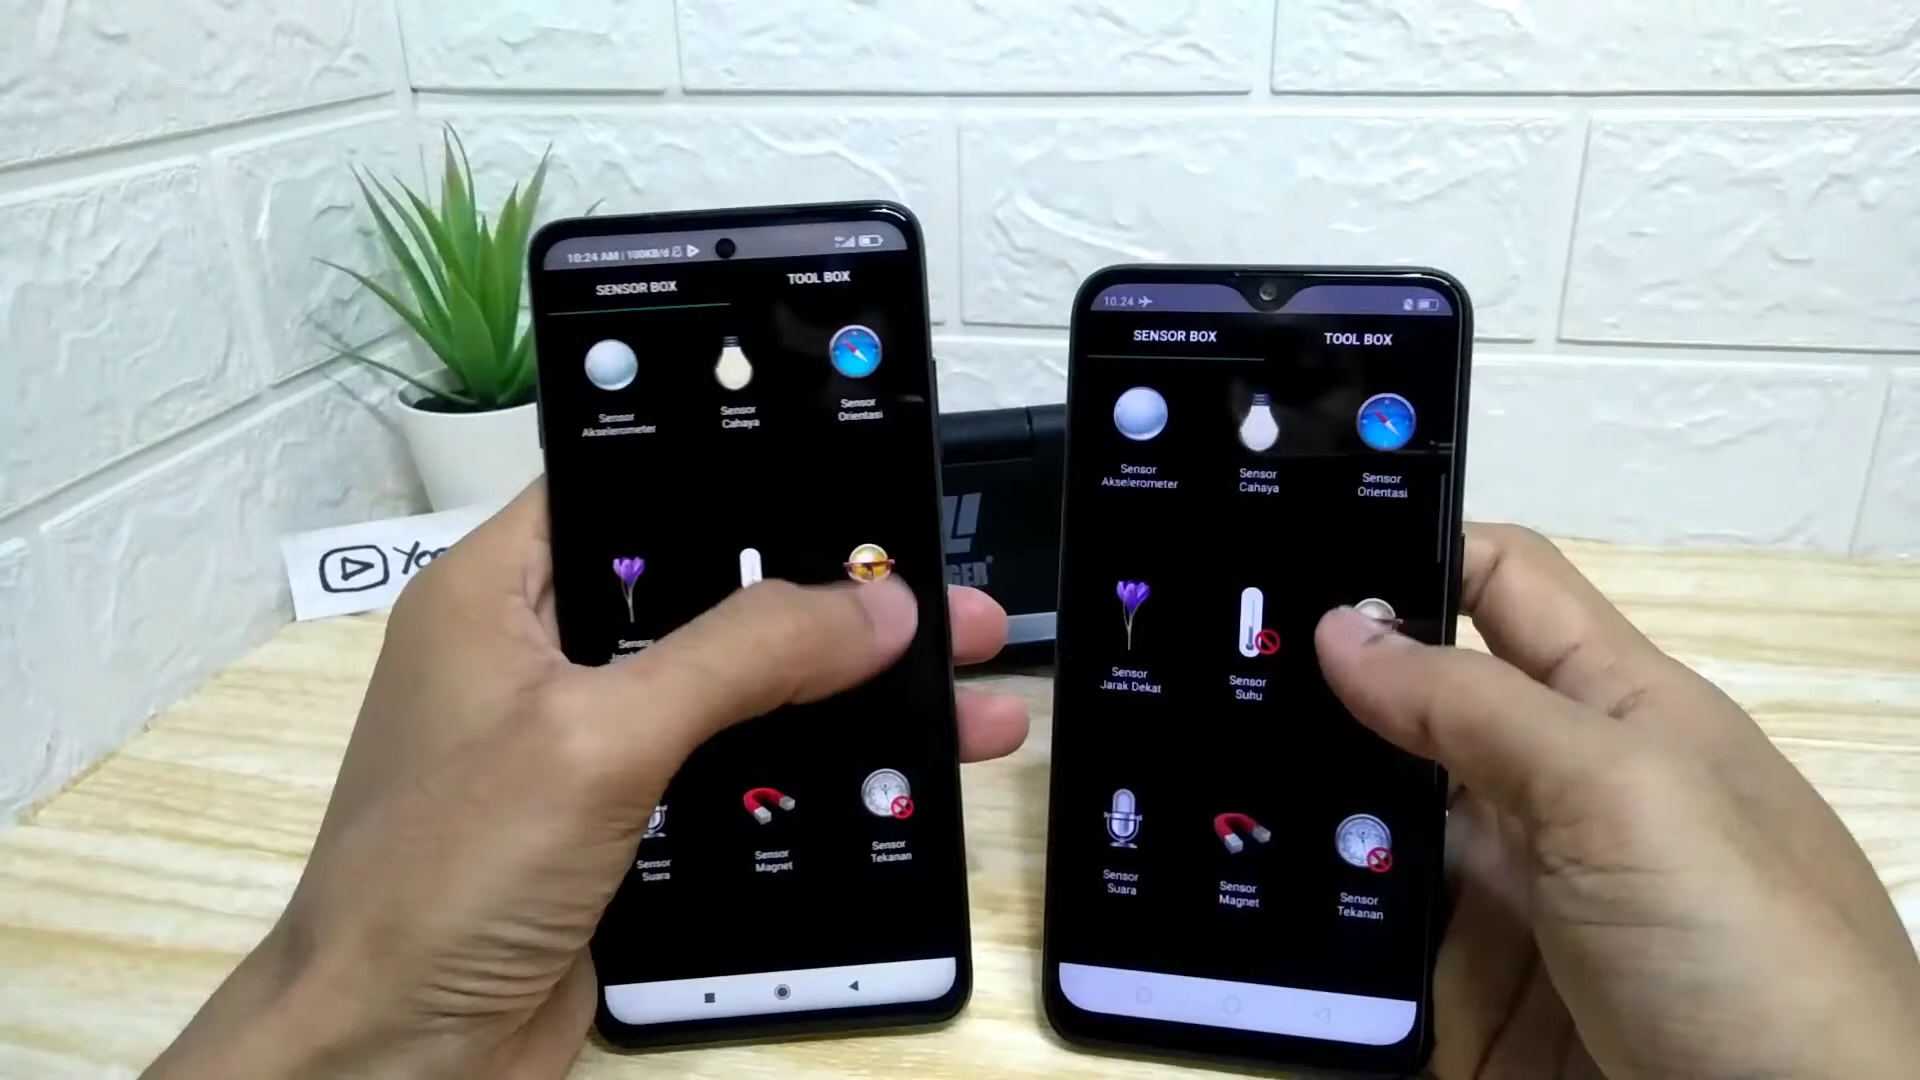 10:24 AM | 100KB/d
SENSOR BOX
TOOL BOX
Sensor
Akselerometer
Sensor
Cahaya
Sensor
Orientasi
Sensor
Sensor
Suara
Sensor
Magnet
Sensor
Tekanan
10.24
SENSOR BOX
TOOL BOX
Sensor
Akselerometer
Sensor
Cahaya
Sensor
Orientasi
Sensor
Jarak Dekat
Sensor
Suhu
Sensor
Suara
Sensor
Magnet
Sensor
Tekanan